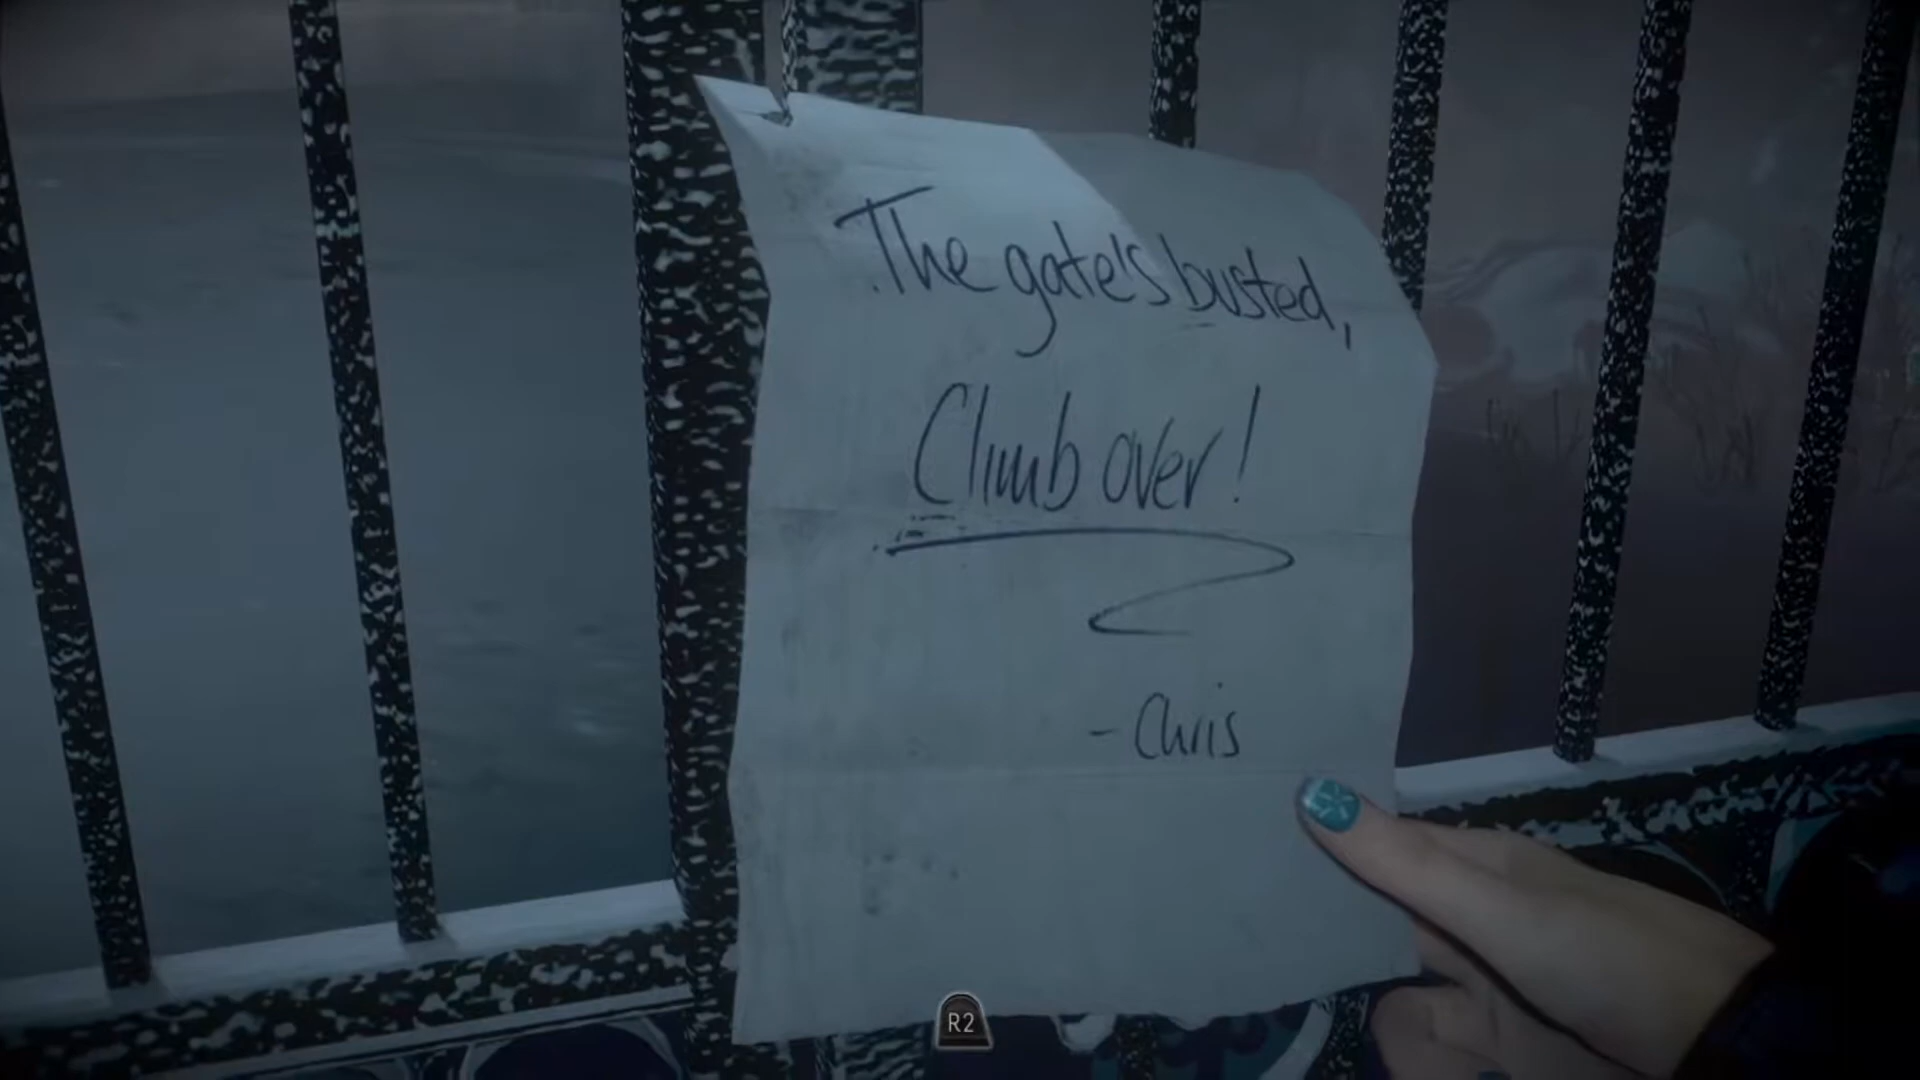 The gate's busted,
Climb over!
- Chris
R2